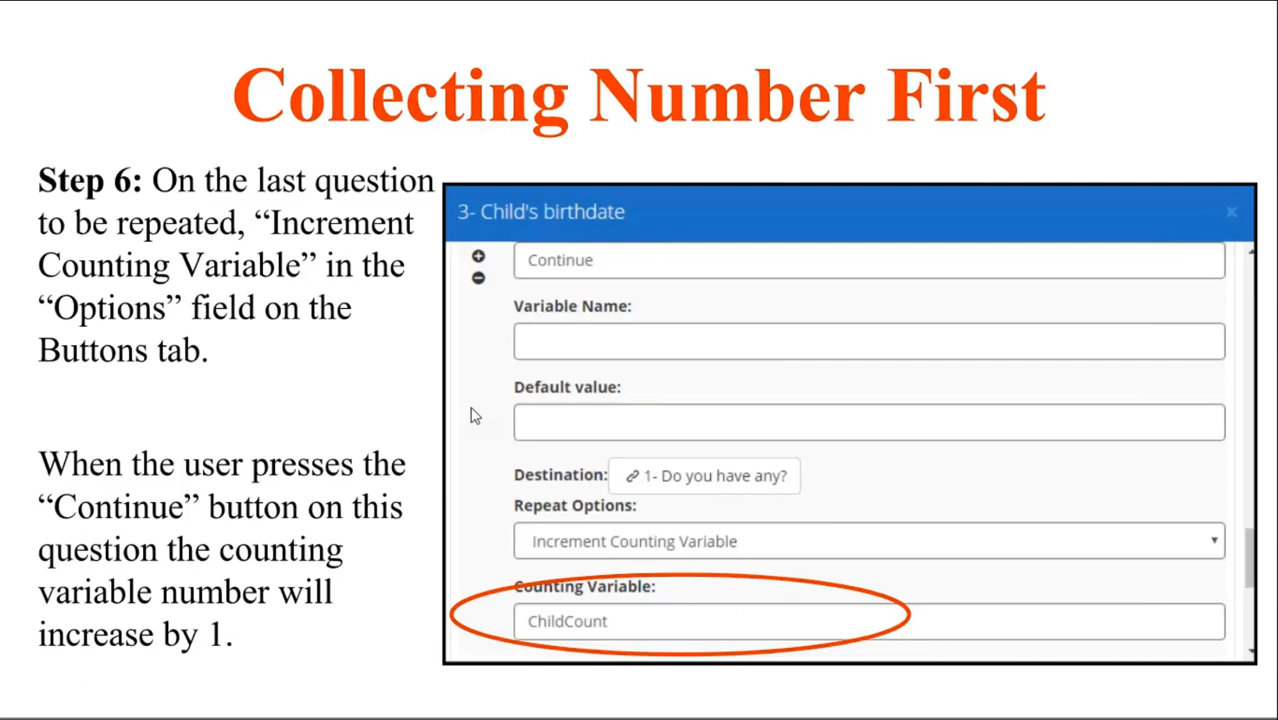 Collecting Number First
Step 6: On the last question
to be repeated, “Increment
Counting Variable” in the
“Options” field on the
Buttons tab.
When the user presses the
“Continue” button on this
question the counting
variable number will
increase by 1.
3- Child's birthdate
Continue
Variable Name:
Default value:
Destination: 1- Do you have any?
Repeat Options:
Increment Counting Variable
Counting Variable:
ChildCount